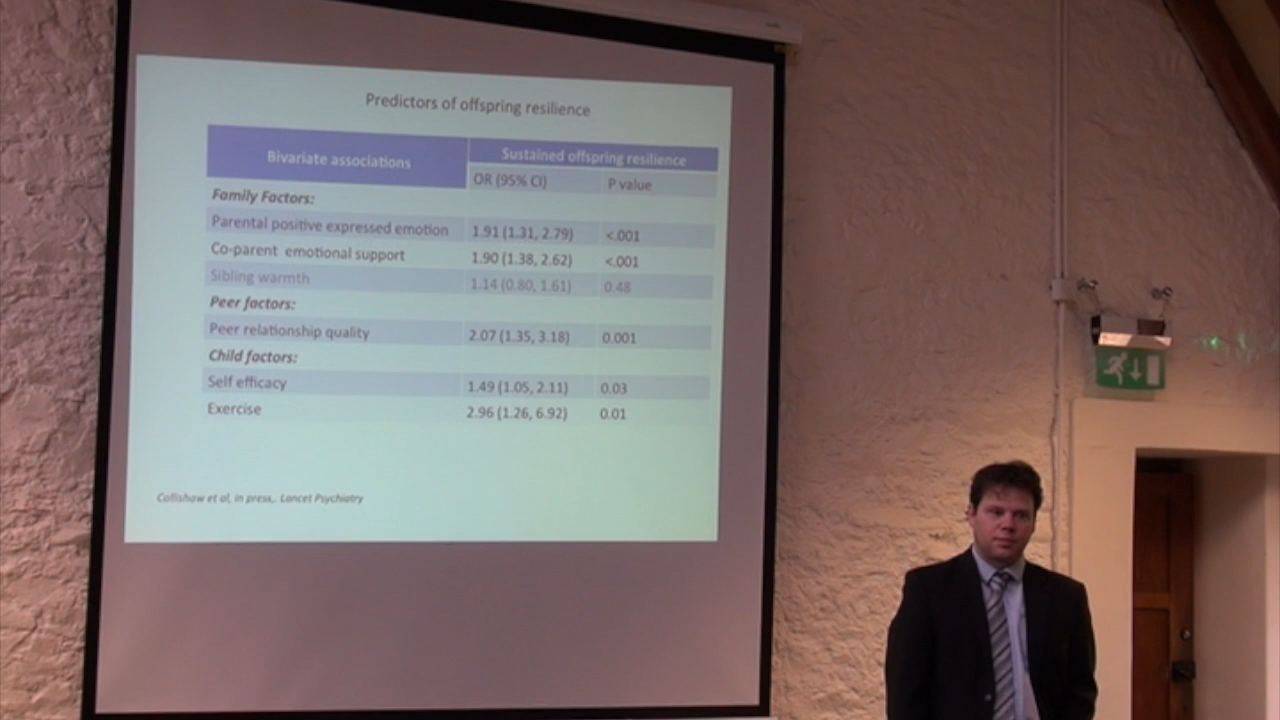 Predictors of offspring resilience
Bivariate associations Sustained offspring resilience
OR (95% CI) P value
Family Factors:
Parental positive expressed emotion 1.91 (1.31, 2.79) <.001
Co-parent emotional support 1.90 (1.38, 2.62) <.001
Sibling warmth 1.14 (0.80, 1.61) 0.48
Peer factors:
Peer relationship quality 2.07 (1.35, 3.18) 0.001
Child factors:
Self efficacy 1.49 (1.05, 2.11) 0.03
Exercise 2.96 (1.26, 6.92) 0.01
Collishaw et al, in press,. Lancet Psychiatry